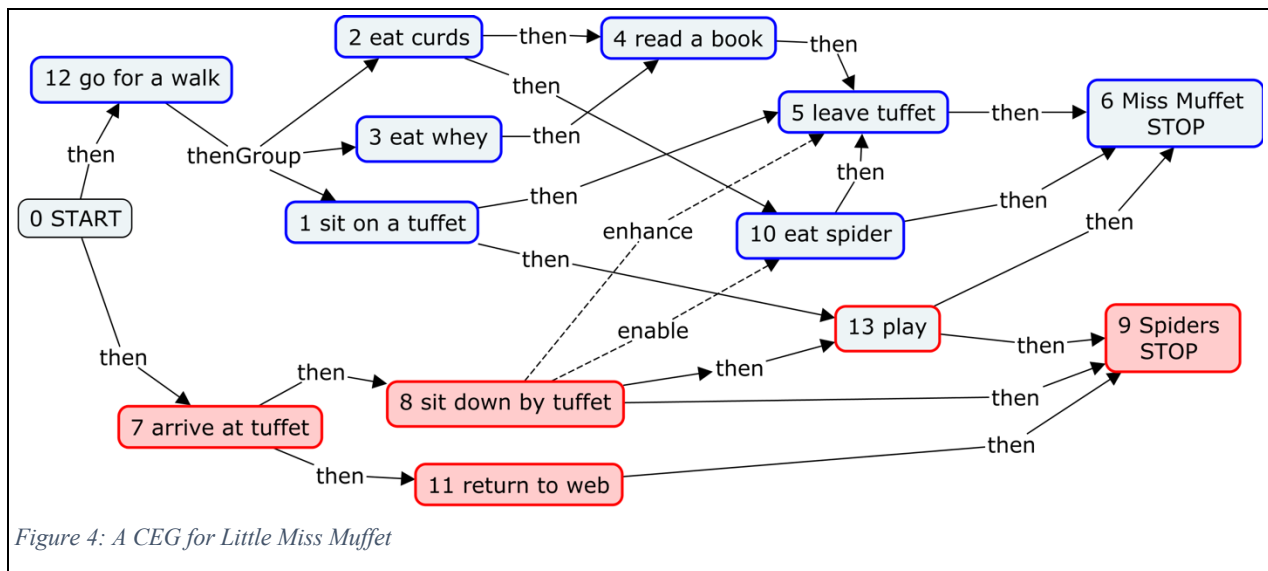 2 eat curds
then
4 read a book
then
12 go for a walk
then
5 leave tuffet
then
6 Miss Muffet
STOP
3 eat whey
then
then
thenGroup
then
then
0 START
1 sit on a tuffet
then
enhance
10 eat spider
then
then
then
enable
13 play
then
9 Spiders
STOP
then
then
then
8 sit down by tuffet
then
7 arrive at tuffet
then
11 return to web
then
Figure 4: A CEG for Little Miss Muffet